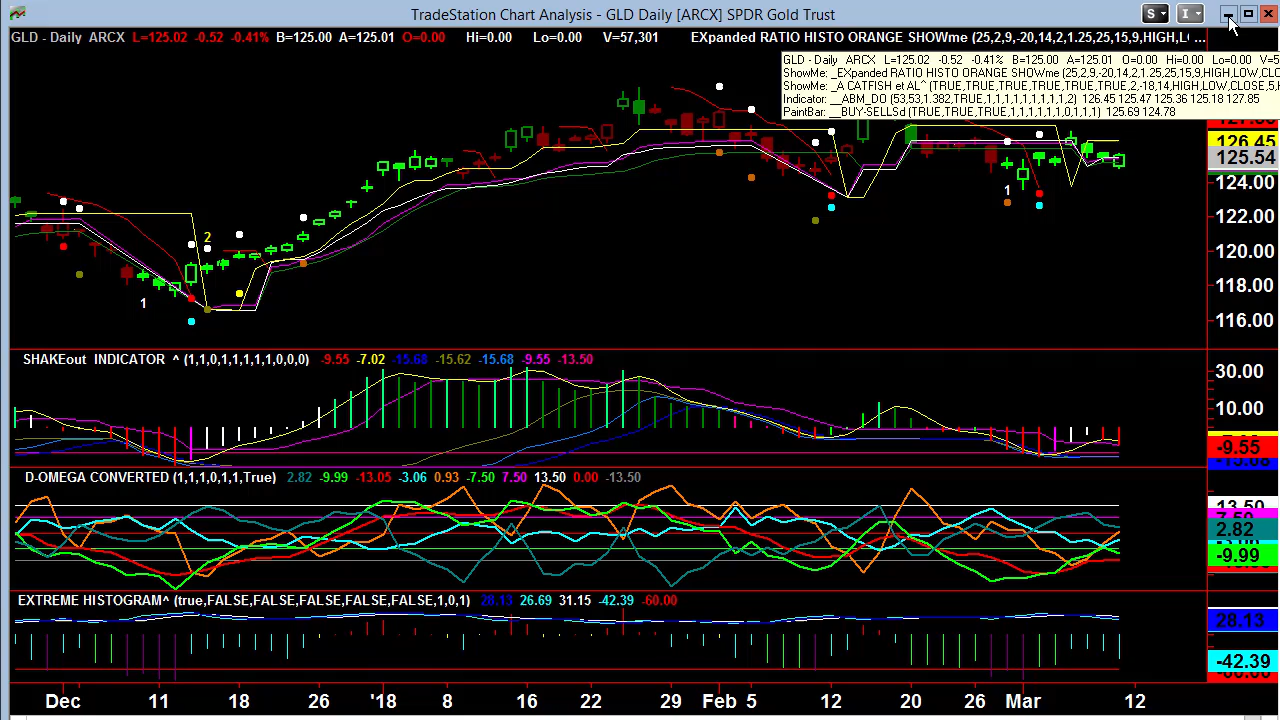 TradeStation Chart Analysis - GLD Daily [ARCX] SPDR Gold Trust
S
I
GLD - Daily ARCX L=125.02 -0.52 -0.41% B=125.00 A=125.01 O=0.00 Hi=0.00 Lo=0.00 V=57,301 EXpanded RATIO HISTO ORANGE SHOWme (25,2,9,-20,14,2,1.25,25,15,9,HIGH,L( ...
GLD - Daily ARCX L=125.02 -0.52 -0.41% B=125.00 A=125.01 O=0.00 Hi=0.00 Lo=0.00 V=5
ShowMe: _EXpanded RATIO HISTO ORANGE SHOWme (25,2,9,-20,14,2,1.25,25,15,9,HIGH,LOW,CLO
ShowMe: _A CATFISH et AL^ (TRUE,TRUE,TRUE,TRUE,TRUE,TRUE,2,-18,14,HIGH,LOW,CLOSE,5,
Indicator: __ABM_DO (53,53,1.382,TRUE,1,1,1,1,1,1,1,1,2) 126.45 125.47 125.36 125.18 127.85
PaintBar: __BUY-SELLSd (TRUE,TRUE,TRUE,1,1,1,1,1,0,1,1,1) 125.69 124.78
126.45
125.54
124.00
122.00
120.00
118.00
116.00
2
1
1
SHAKEout INDICATOR ^ (1,1,0,1,1,1,1,1,0,0,0) -9.55 -7.02 -15.68 -15.62 -15.68 -9.55 -13.50
30.00
10.00
-9.55
D-OMEGA CONVERTED (1,1,1,0,1,1,True) 2.82 -9.99 -13.05 -3.06 0.93 -7.50 7.50 13.50 0.00 -13.50
13.50
7.50
2.82
-9.99
EXTREME HISTOGRAM^ (true,FALSE,FALSE,FALSE,FALSE,FALSE,1,0,1) 28.13 26.69 31.15 -42.39 -60.00
28.13
-42.39
Dec 11 18 26 '18 8 16 22 29 Feb 5 12 20 26 Mar 12